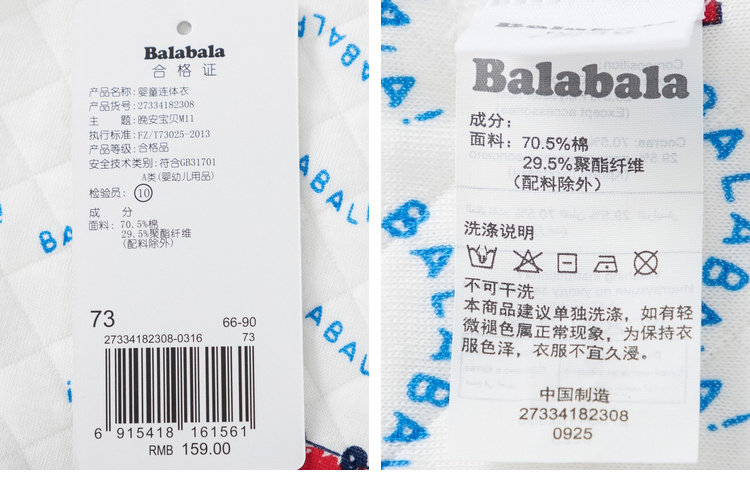 Balabala
合格证
产品名称: 婴童连体衣
产品货号: 27334182308
主 题: 晚安宝贝M11
执行标准: FZ/T73025-2013
产品等级: 合格品
安全技术类别: 符合GB31701
A类(婴幼儿用品)
检验员: 10
成 分
面料: 70.5%棉
29.5%聚酯纤维
(配料除外)
73 66-90
27334182308-0316 73
6 915418 161561
RMB 159.00
BALABALA
ABALA
ABAL
BALA
Balabala
成分:
面料: 70.5%棉
29.5%聚酯纤维
(配料除外)
洗涤说明
不可干洗
本商品建议单独洗涤，如有轻
微褪色属正常现象，为保持衣
服色泽，衣服不宜久浸。
中国制造
27334182308
0925